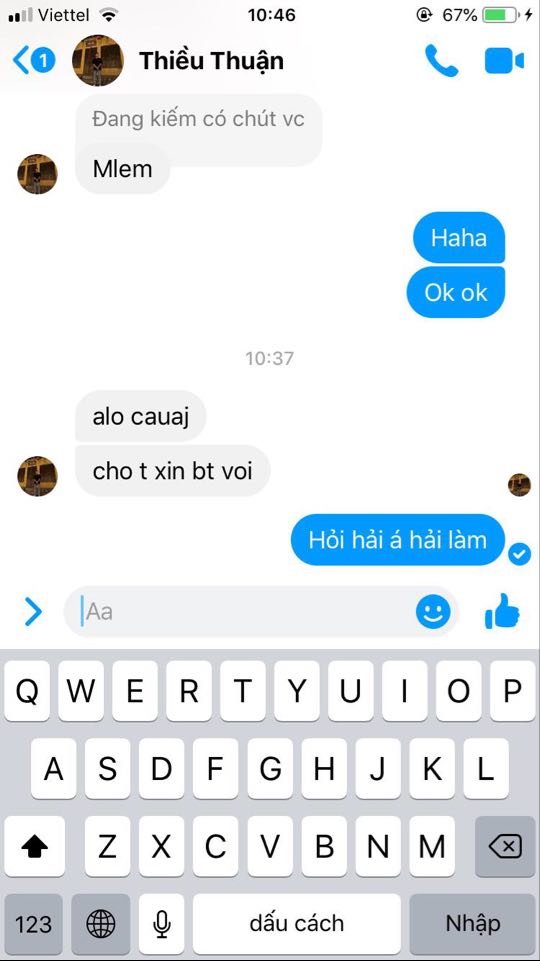 Viettel 10:46 67%
1 Thiều Thuận
Đang kiếm có chút vc
Mlem
Haha
Ok ok
10:37
alo cauaj
cho t xin bt voi
Hỏi hải á hải làm
Aa
Q W E R T Y U I O P
A S D F G H J K L
Z X C V B N M
123 dấu cách Nhập